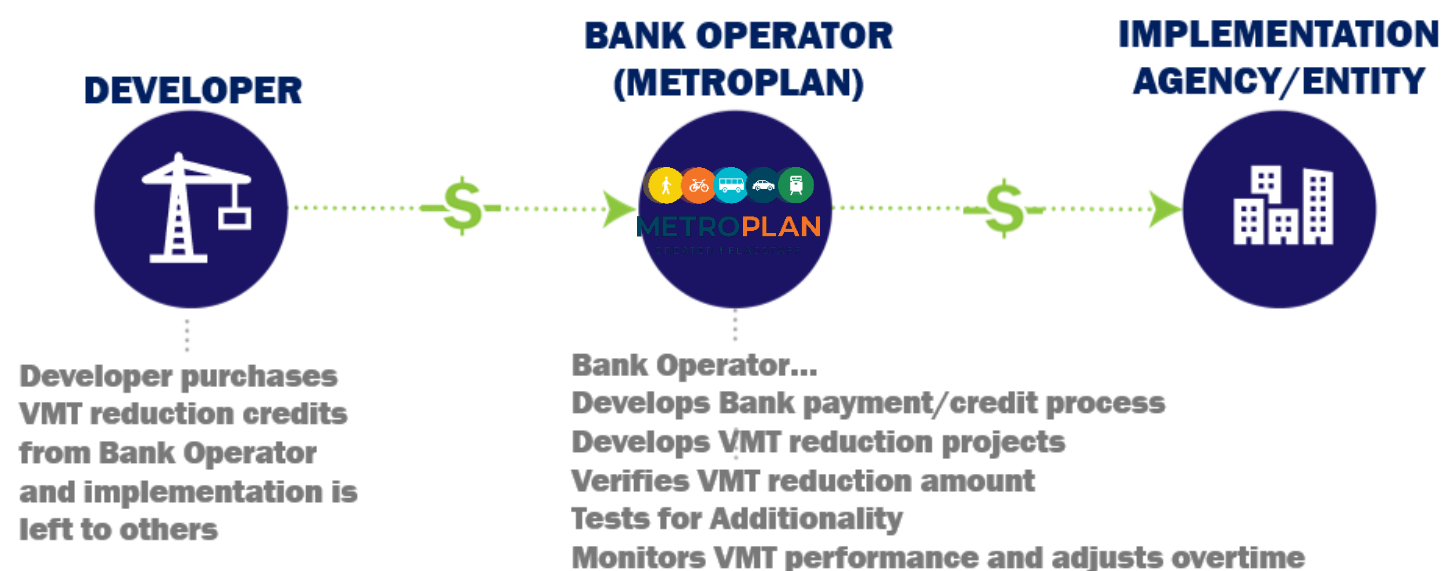 DEVELOPER
BANK OPERATOR
(METROPLAN)
IMPLEMENTATION
AGENCY/ENTITY
$
$
METROPLAN
Developer purchases
VMT reduction credits
from Bank Operator
and implementation is
left to others
Bank Operator...
Develops Bank payment/credit process
Develops VMT reduction projects
Verifies VMT reduction amount
Tests for Additionality
Monitors VMT performance and adjusts overtime